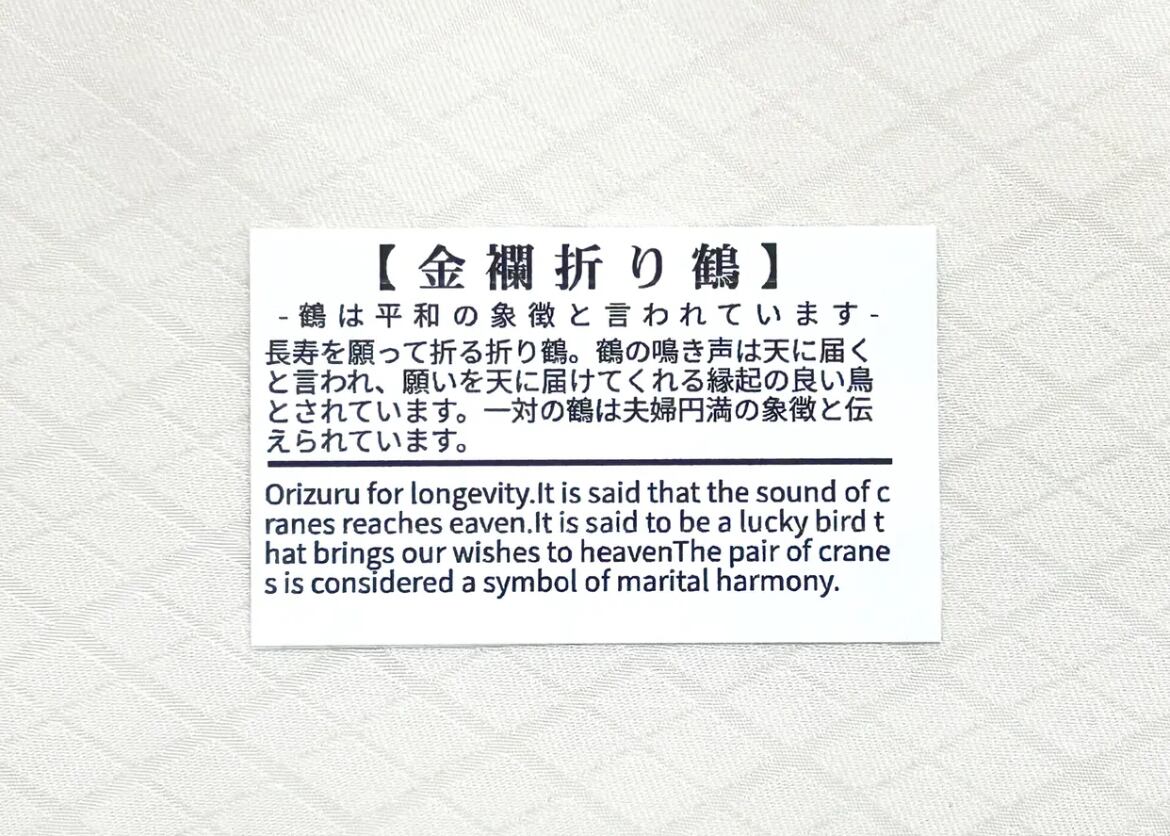 【金襴折り鶴】
-鶴は平和の象徴と言われています-
長寿を願って折る折り鶴。鶴の鳴き声は天に届く
と言われ、願いを天に届けてくれる縁起の良い鳥
とされています。一対の鶴は夫婦円満の象徴と伝
えられています。
Orizuru for longevity.It is said that the sound of c
ranes reaches eaven.It is said to be a lucky bird t
hat brings our wishes to heavenThe pair of crane
s is considered a symbol of marital harmony.